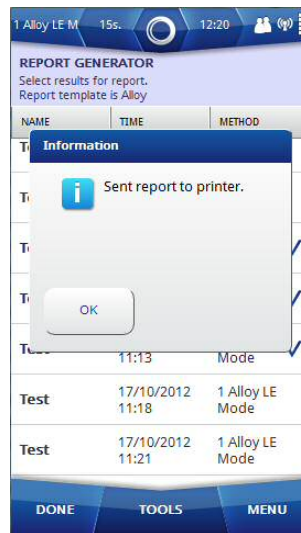 1 Alloy LE M 15s. 12:20
REPORT GENERATOR
Select results for report.
Report template is Alloy
NAME TIME METHOD
Information
i
Sent report to printer.
OK
11:13 Mode
Test 17/10/2012 1 Alloy LE
11:18 Mode
Test 17/10/2012 1 Alloy LE
11:21 Mode
DONE TOOLS MENU